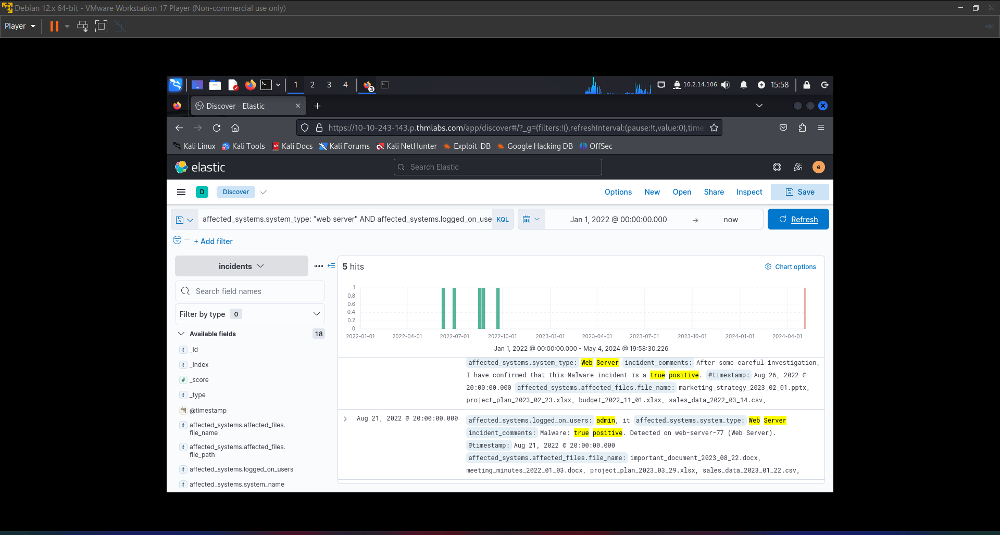 Debian 12.x 64-bit - VMware Workstation 17 Player (Non-commercial use only)
Player
1 2 3 4 3 10.2.14.106 15:58
Discover - Elastic
https://10-10-243-143.p.thmlabs.com/app/discover#/?_g=(filters:!(),refreshInterval:(pause:!t,value:0),time
Kali Linux Kali Tools Kali Docs Kali Forums Kali NetHunter Exploit-DB Google Hacking DB OffSec
elastic Search Elastic e
D Discover Options New Open Share Inspect Save
affected_systems.system_type: "web server" AND affected_systems.logged_on_use KQL Jan 1, 2022 @ 00:00:00.000 → now Refresh
+ Add filter
incidents
Search field names
Filter by type 0
Available fields 18
t _id
t _index
# _score
t _type
@timestamp
t affected_systems.affected_files.
file_name
t affected_systems.affected_files.
file_path
t affected_systems.logged_on_users
t affected_systems.system_name
5 hits Chart options
1
0.8
0.6
0.4
0.2
0
2022-01-01 2022-04-01 2022-07-01 2022-10-01 2023-01-01 2023-04-01 2023-07-01 2023-10-01 2024-01-01 2024-04-01
Jan 1, 2022 @ 00:00:00.000 - May 4, 2024 @ 19:58:30.226
affected_systems.system_type: Web Server incident_comments: After some careful investigation,
I have confirmed that this Malware incident is a true positive. @timestamp: Aug 26, 2022 @
20:00:00.000 affected_systems.affected_files.file_name: marketing_strategy_2023_02_01.pptx,
project_plan_2023_02_23.xlsx, budget_2022_11_01.xlsx, sales_data_2022_03_14.csv,
Aug 21, 2022 @ 20:00:00.000 affected_systems.logged_on_users: admin, it affected_systems.system_type: Web Server
incident_comments: Malware: true positive. Detected on web-server-77 (Web Server).
@timestamp: Aug 21, 2022 @ 20:00:00.000
affected_systems.affected_files.file_name: important_document_2023_08_22.docx,
meeting_minutes_2022_01_03.docx, project_plan_2023_03_29.xlsx, sales_data_2023_01_22.csv,